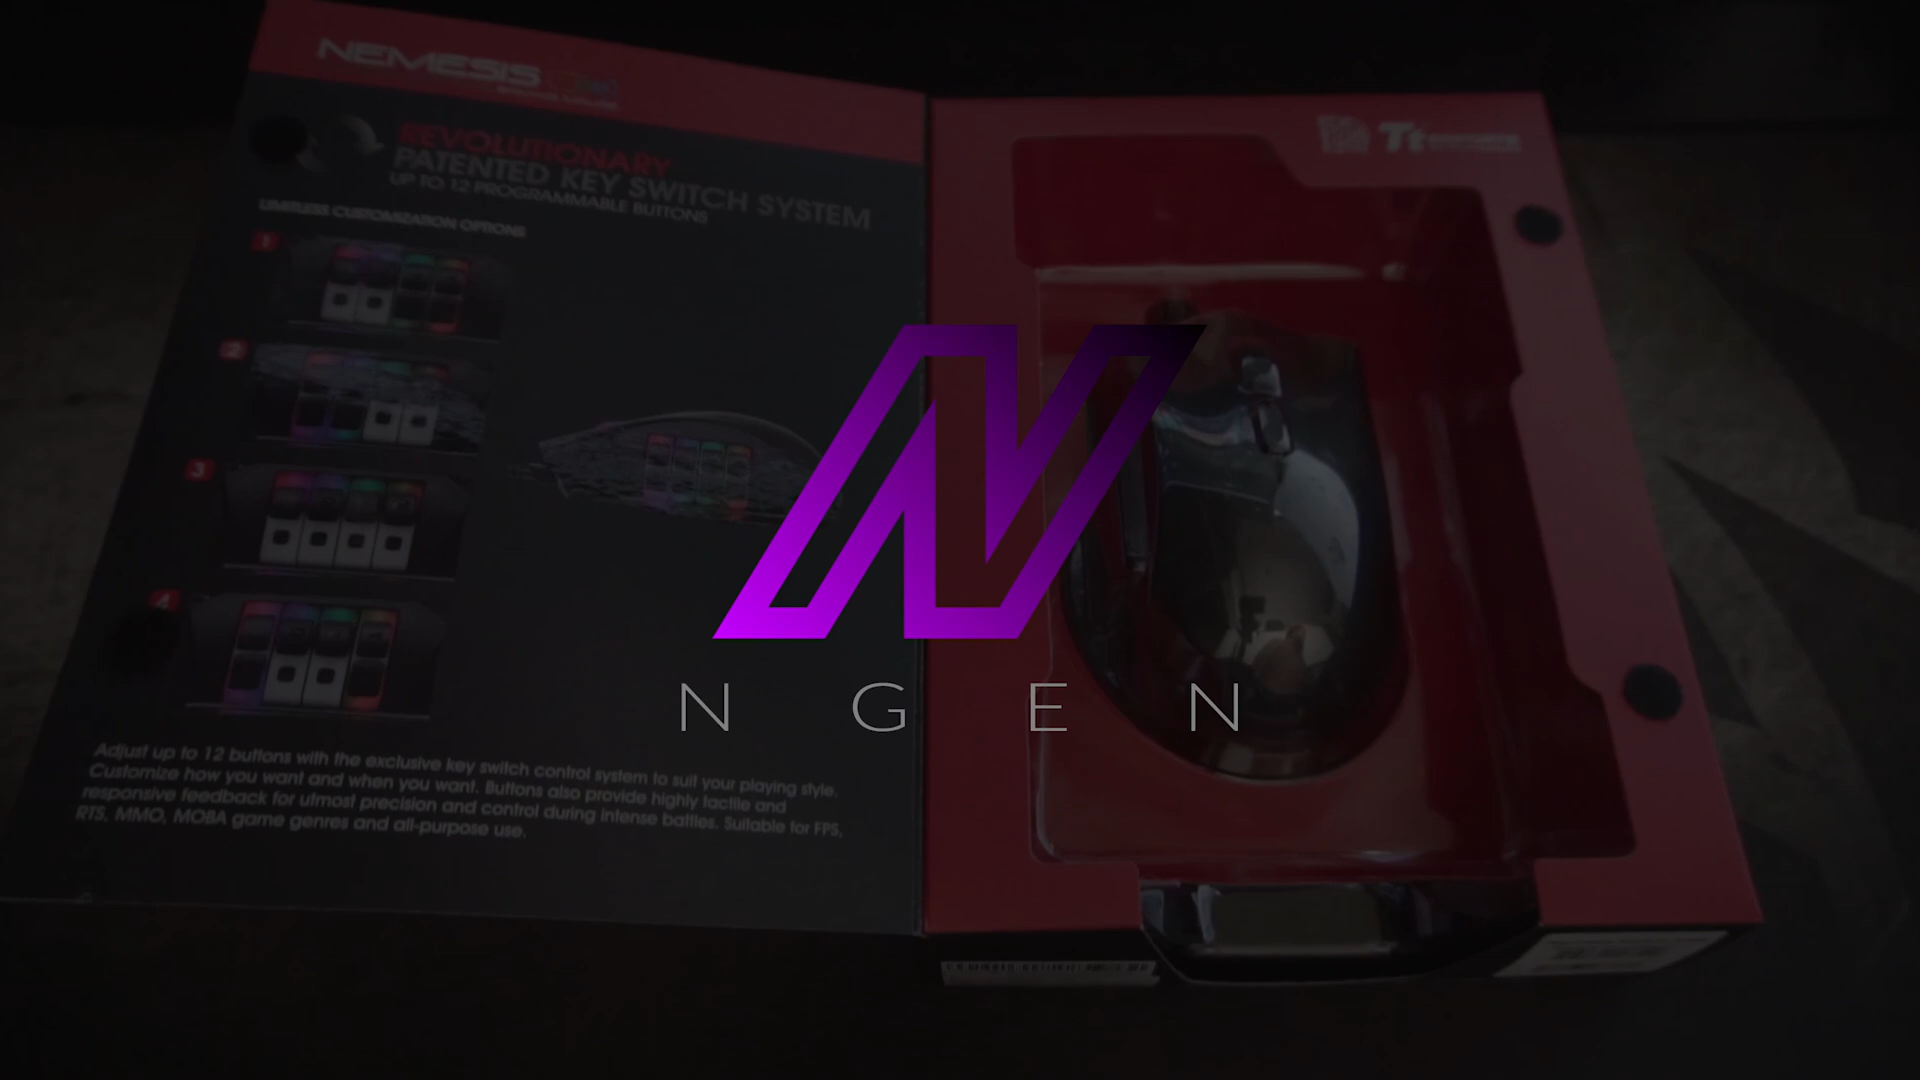 NEMESIS
REVOLUTIONARY
PATENTED KEY SWITCH SYSTEM
UP TO 12 PROGRAMMABLE BUTTONS
LIMITLESS CUSTOMIZATION OPTIONS
1
2
3
4
Adjust up to 12 buttons with the exclusive key switch control system to suit your playing style.
Customize how you want and when you want. Buttons also provide highly tactile and
responsive feedback for utmost precision and control during intense battles. Suitable for FPS,
RTS, MMO, MOBA game genres and all-purpose use.
Tt
NGEN